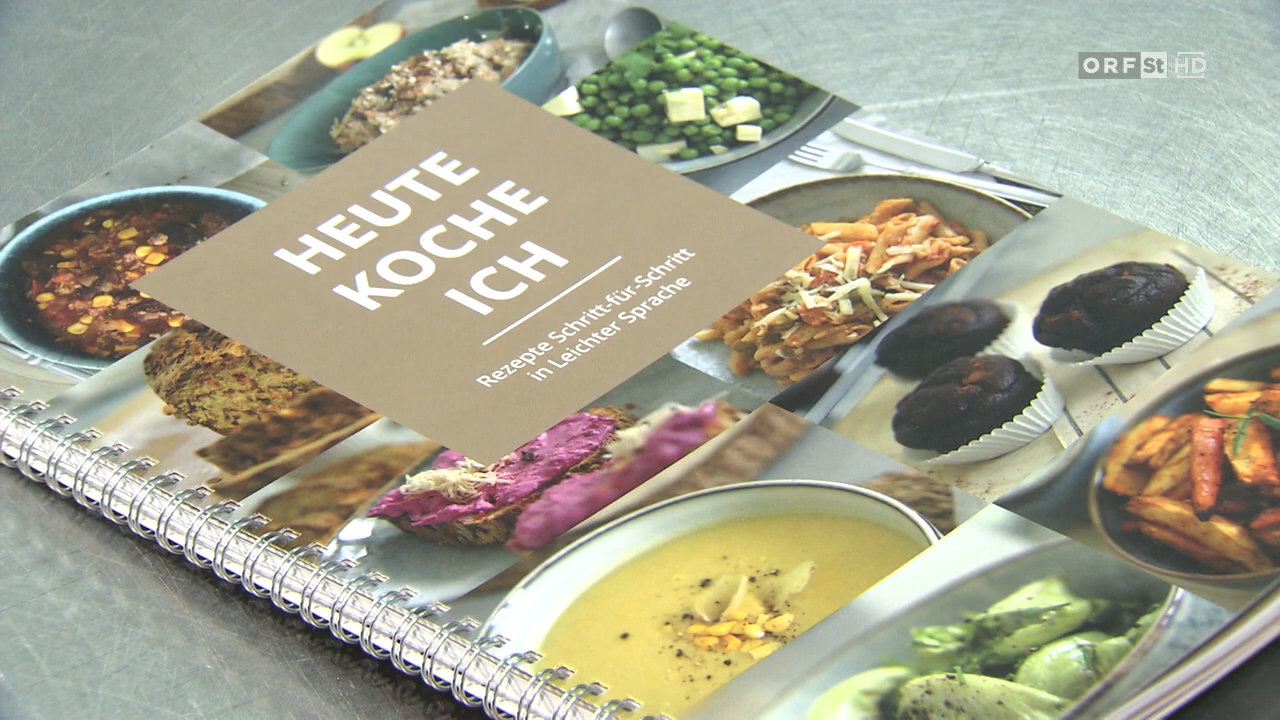 ORF St HD
HEUTE
KOCHE
ICH
Rezepte Schritt-für-Schritt
in Leichter Sprache